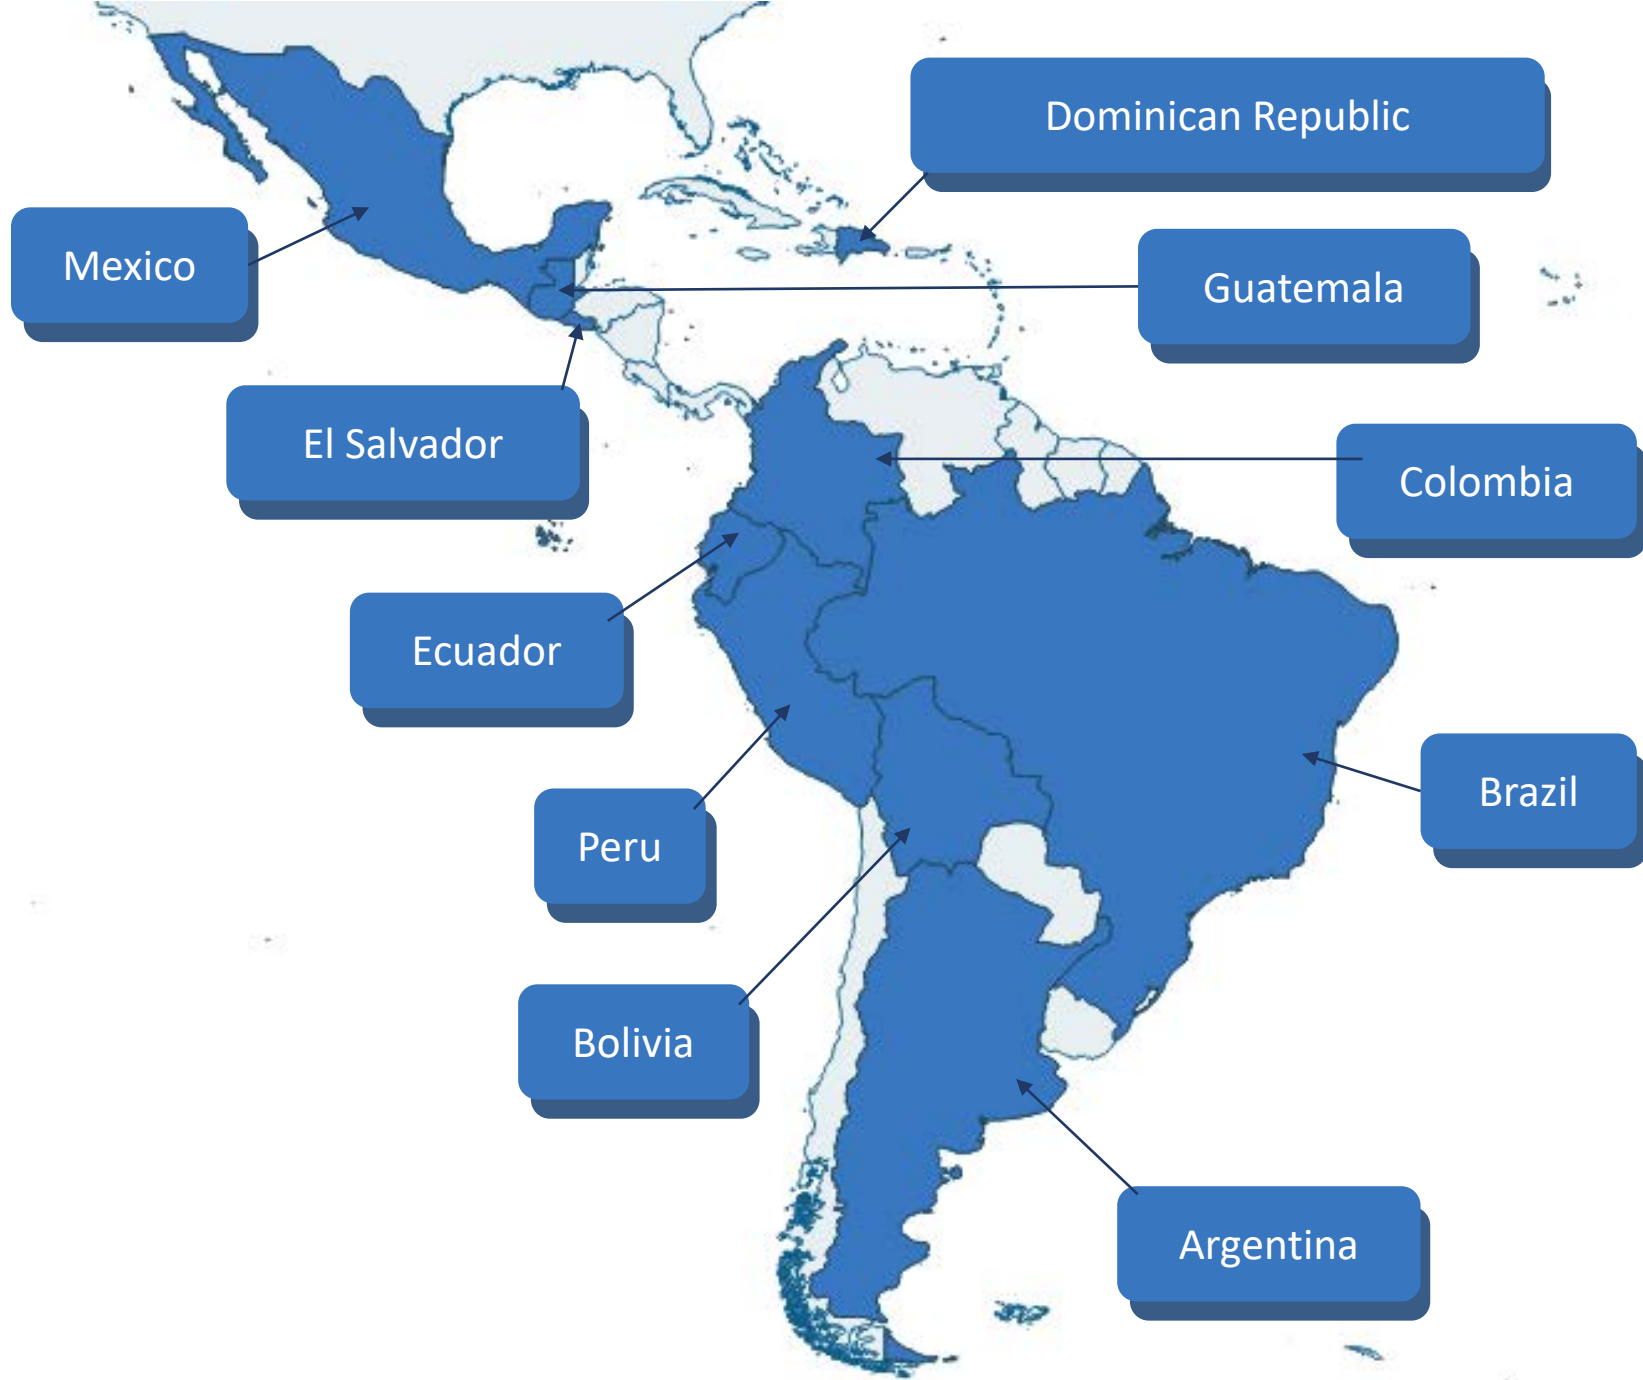 Dominican Republic
Mexico
Guatemala
El Salvador
Colombia
Ecuador
Brazil
Peru
Bolivia
Argentina